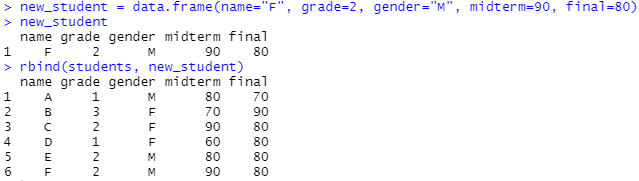 > new_student = data.frame(name="F", grade=2, gender="M", midterm=90, final=80)
> new_student
  name grade gender midterm final
1    F     2      M      90    80
> rbind(students, new_student)
  name grade gender midterm final
1    A     1      M      80    70
2    B     3      F      70    90
3    C     2      F      90    80
4    D     1      F      60    80
5    E     2      M      80    80
6    F     2      M      90    80